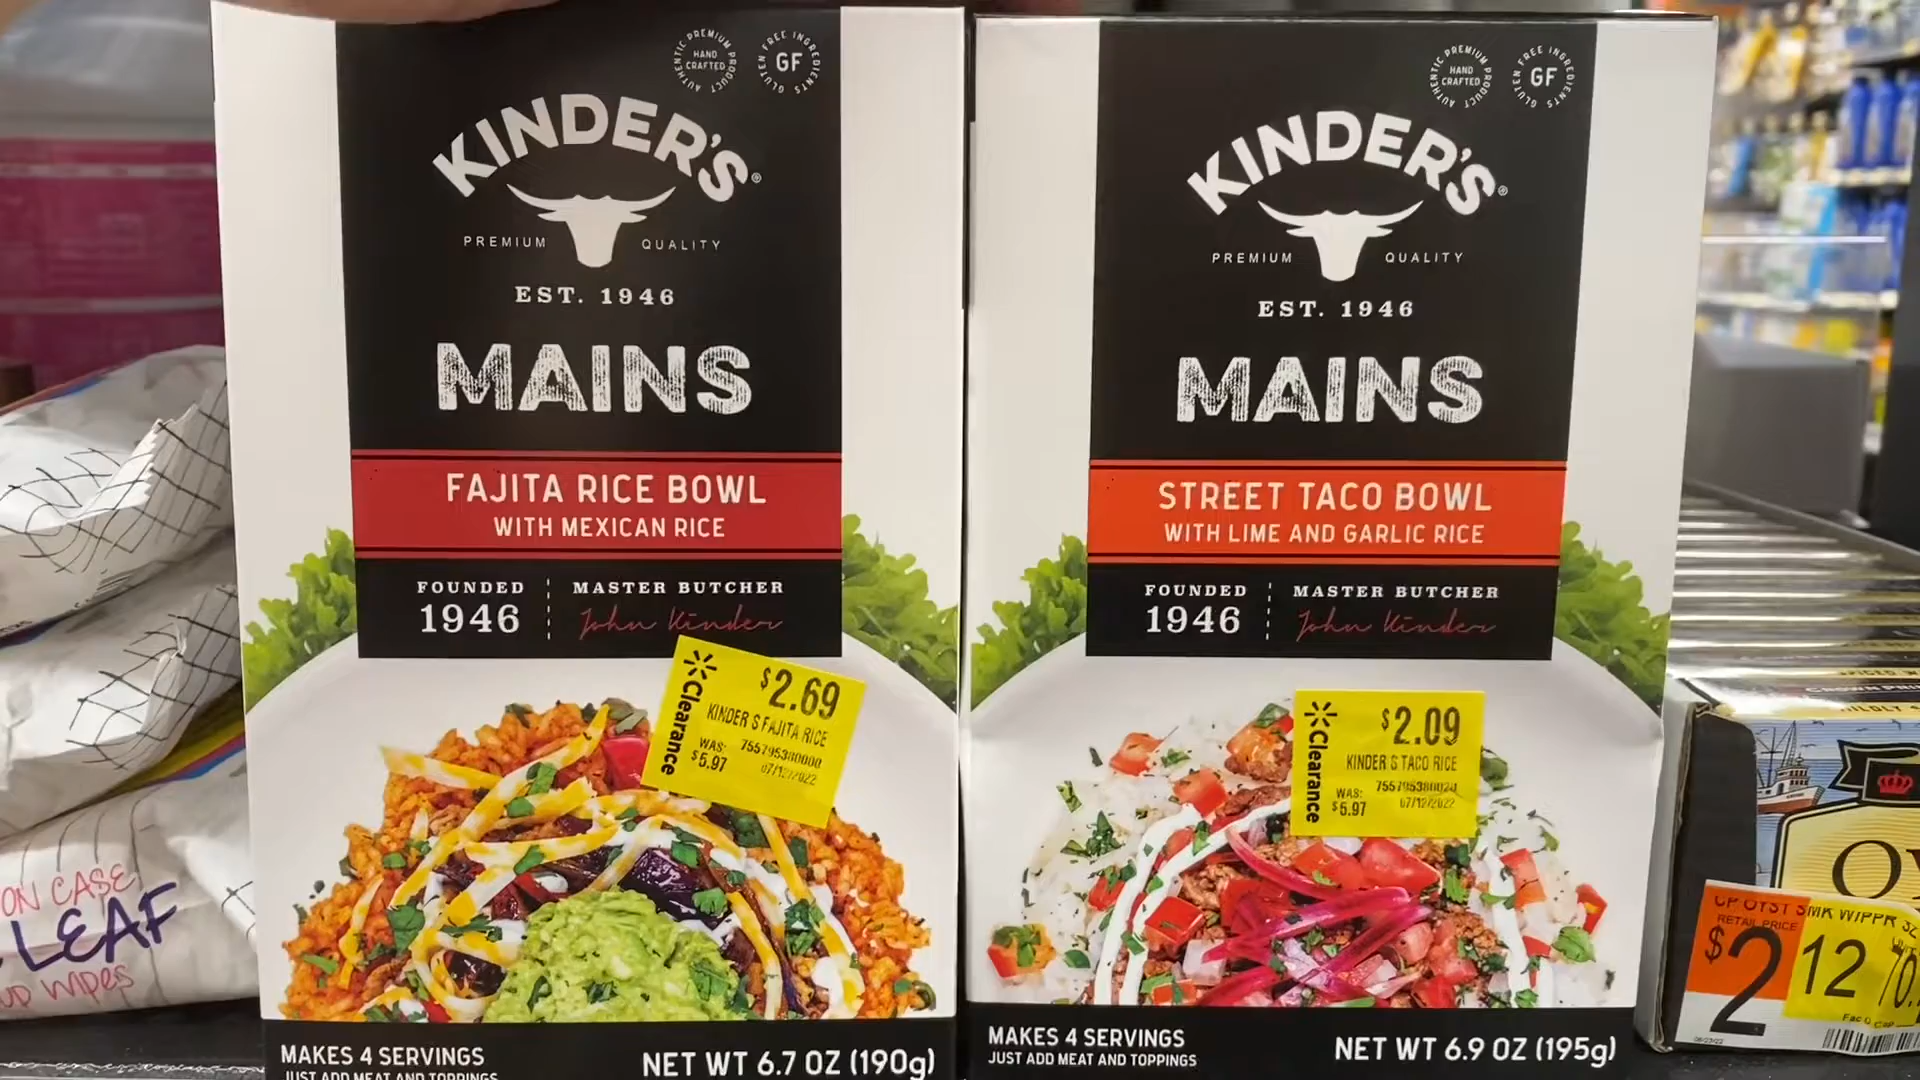 AUTHENTIC PREMIUM PRODUCT
HAND CRAFTED
GLUTEN FREE INGREDIENTS
GF
KINDER'S®
PREMIUM QUALITY
EST. 1946
MAINS
FAJITA RICE BOWL
WITH MEXICAN RICE
FOUNDED
1946
MASTER BUTCHER
John Kinder
Clearance
$2.69
KINDER S FAJITA RICE
WAS:
$5.97
755795380000
07/12/2022
MAKES 4 SERVINGS
JUST ADD MEAT AND TOPPINGS
NET WT 6.7 OZ (190g)
AUTHENTIC PREMIUM PRODUCT
HAND CRAFTED
GLUTEN FREE INGREDIENTS
GF
KINDER'S®
PREMIUM QUALITY
EST. 1946
MAINS
STREET TACO BOWL
WITH LIME AND GARLIC RICE
FOUNDED
1946
MASTER BUTCHER
John Kinder
Clearance
$2.09
KINDER S TACO RICE
WAS:
$5.97
07/12/2022
MAKES 4 SERVINGS
JUST ADD MEAT AND TOPPINGS
NET WT 6.9 OZ (195g)
ON CASE
LEAF
WIPES
CROWN
OY
OYST SMK WIPPR
RETAIL PRICE
$2 12